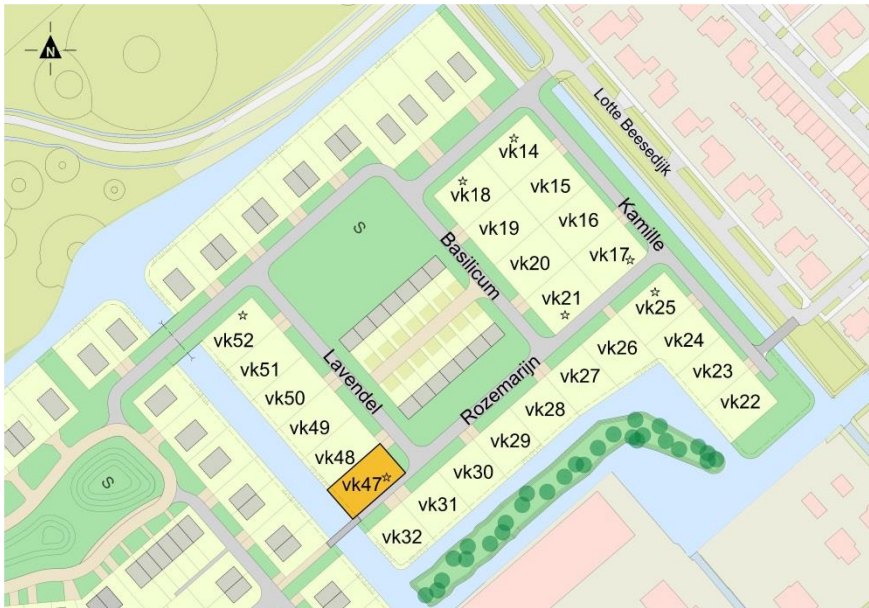 N
Lotte Beesedijk
vk14
vk18
vk15
vk16
Kamille
vk19
vk17
Basilicum
vk20
S
vk21
vk25
vk24
vk26
vk23
vk27
vk22
Rozemarijn
vk28
vk29
vk30
vk31
vk32
vk52
vk51
vk50
Lavendel
vk49
vk48
vk47
S